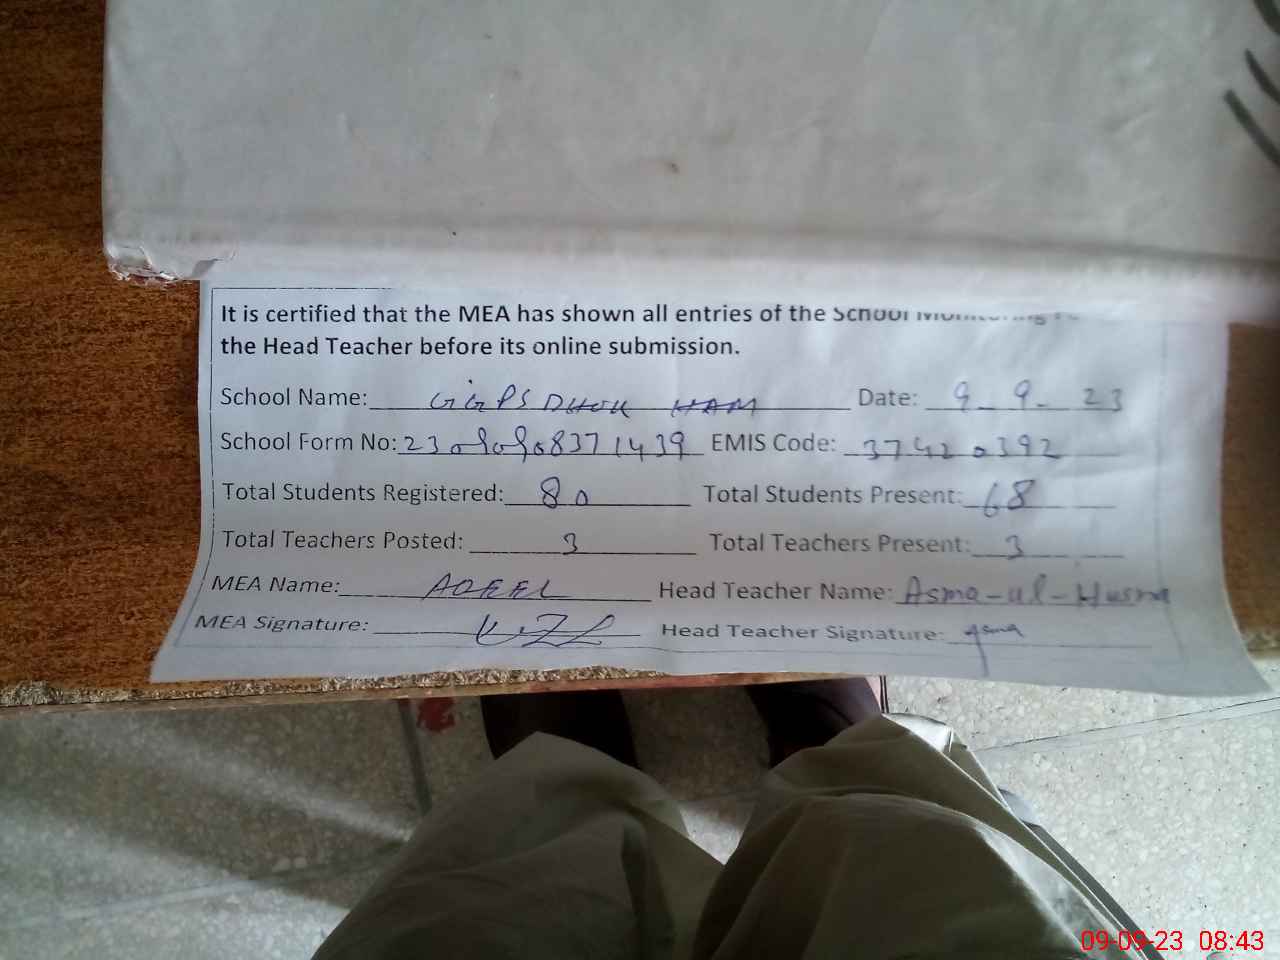 It is certified that the MEA has shown all entries of the School Monitoring
the Head Teacher before its online submission.
School Name: GGPS DHOK HAM Date: 9-9-23
School Form No: 23090908371439 EMIS Code: 37420392
Total Students Registered: 80 Total Students Present: 68
Total Teachers Posted: 3 Total Teachers Present: 3
MEA Name: AQEEL Head Teacher Name: Asma-ul-Husna
MEA Signature: Head Teacher Signature: Asma
09-09-23 08:43